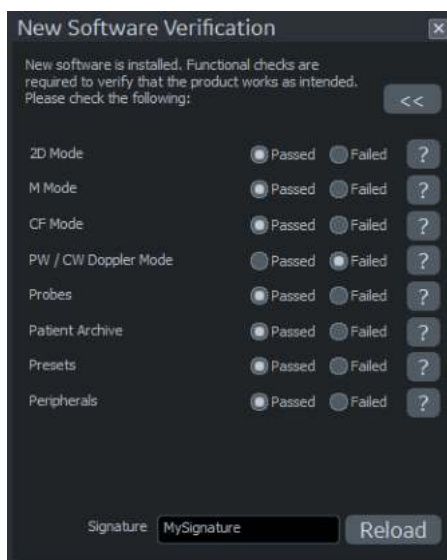 New Software Verification
New software is installed. Functional checks are
required to verify that the product works as intended.
Please check the following:
<<
2D Mode Passed Failed ?
M Mode Passed Failed ?
CF Mode Passed Failed ?
PW / CW Doppler Mode Passed Failed ?
Probes Passed Failed ?
Patient Archive Passed Failed ?
Presets Passed Failed ?
Peripherals Passed Failed ?
Signature MySignature Reload